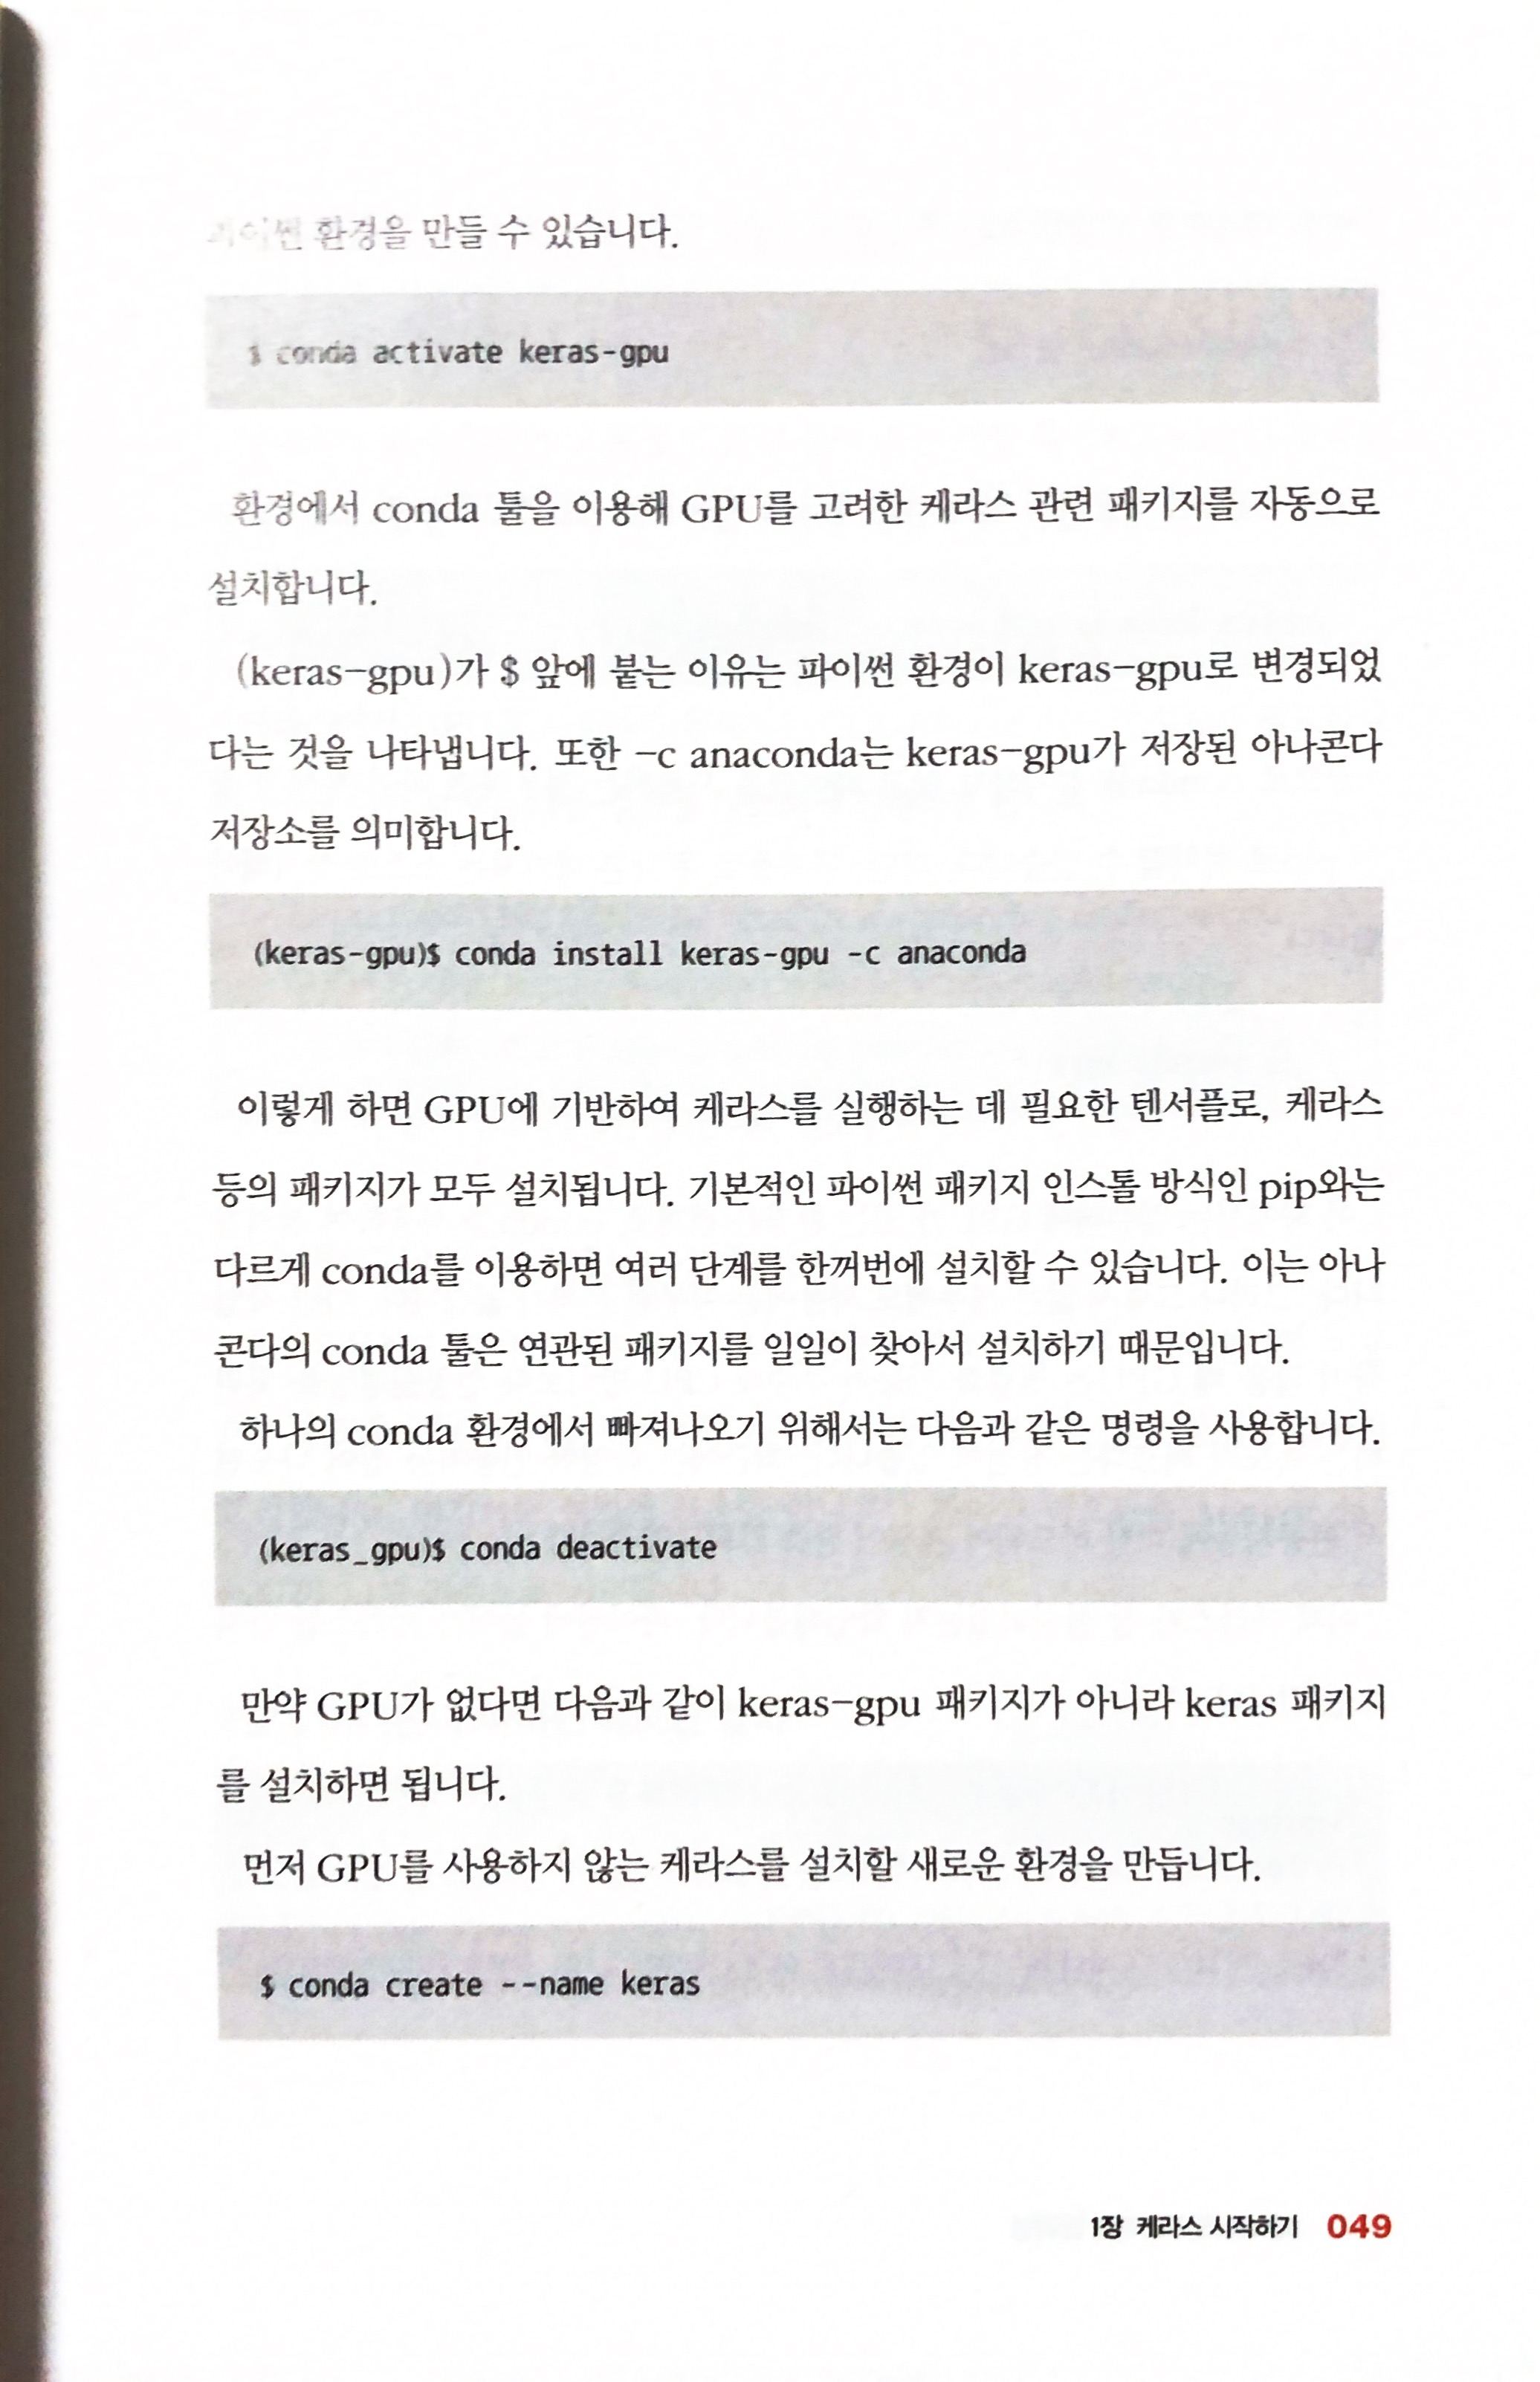 파이썬 환경을 만들 수 있습니다.
$ conda activate keras-gpu
환경에서 conda 툴을 이용해 GPU를 고려한 케라스 관련 패키지를 자동으로
설치합니다.
(keras-gpu)가 $ 앞에 붙는 이유는 파이썬 환경이 keras-gpu로 변경되었
다는 것을 나타냅니다. 또한 -c anaconda는 keras-gpu가 저장된 아나콘다
저장소를 의미합니다.
(keras-gpu)$ conda install keras-gpu -c anaconda
이렇게 하면 GPU에 기반하여 케라스를 실행하는 데 필요한 텐서플로, 케라스
등의 패키지가 모두 설치됩니다. 기본적인 파이썬 패키지 인스톨 방식인 pip와는
다르게 conda를 이용하면 여러 단계를 한꺼번에 설치할 수 있습니다. 이는 아나
콘다의 conda 툴은 연관된 패키지를 일일이 찾아서 설치하기 때문입니다.
하나의 conda 환경에서 빠져나오기 위해서는 다음과 같은 명령을 사용합니다.
(keras_gpu)$ conda deactivate
만약 GPU가 없다면 다음과 같이 keras-gpu 패키지가 아니라 keras 패키지
를 설치하면 됩니다.
먼저 GPU를 사용하지 않는 케라스를 설치할 새로운 환경을 만듭니다.
$ conda create --name keras
1장 케라스 시작하기 049